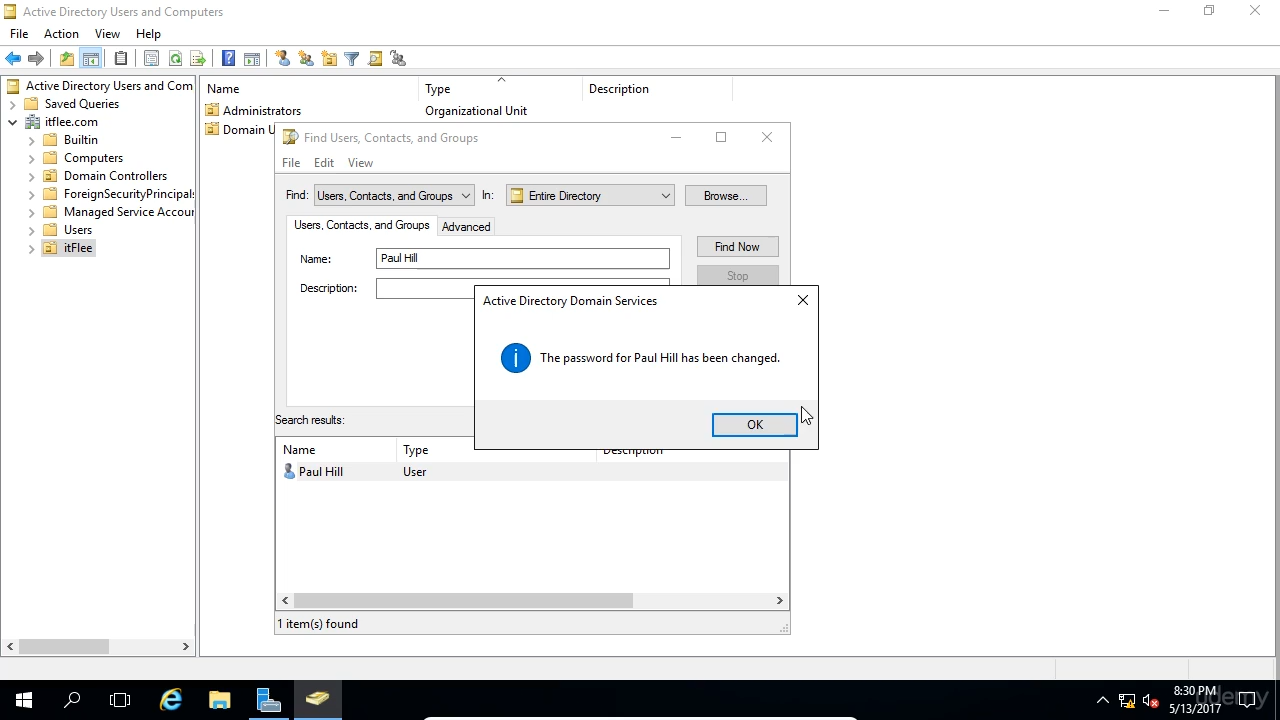 Active Directory Users and Computers
File Action View Help
Active Directory Users and Com
Saved Queries
itflee.com
Builtin
Computers
Domain Controllers
ForeignSecurityPrincipals
Managed Service Accour
Users
itFlee
Name Type Description
Administrators Organizational Unit
Domain U
Find Users, Contacts, and Groups
File Edit View
Find: Users, Contacts, and Groups In: Entire Directory Browse...
Users, Contacts, and Groups Advanced
Name: Paul Hill Find Now
Stop
Description:
Active Directory Domain Services
The password for Paul Hill has been changed.
OK
Search results:
Name Type Description
Paul Hill User
1 item(s) found
8:30 PM
5/13/2017
udemy